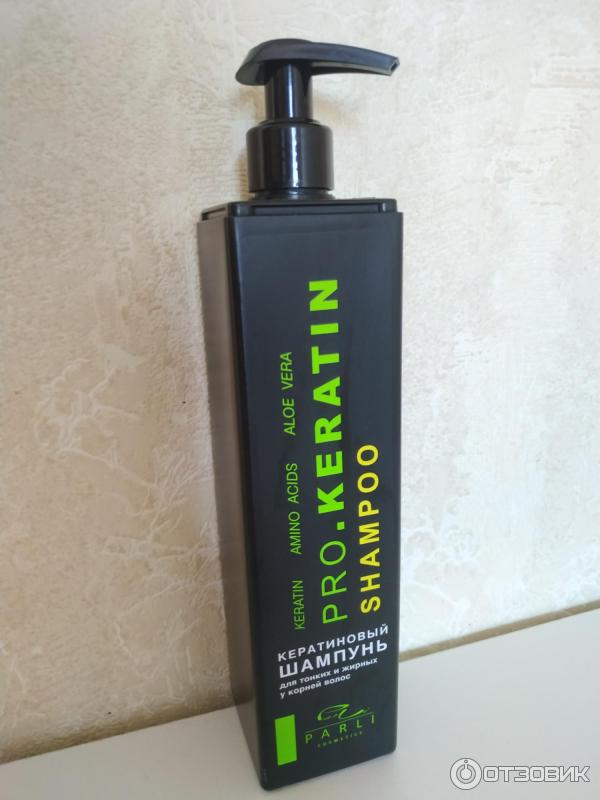 KERATIN AMINO ACIDS ALOE VERA
PRO.KERATIN
SHAMPOO
КЕРАТИНОВЫЙ
ШАМПУНЬ
для тонких и жирных
у корней волос
PARLI
COSMETICS
ОТЗОВИК